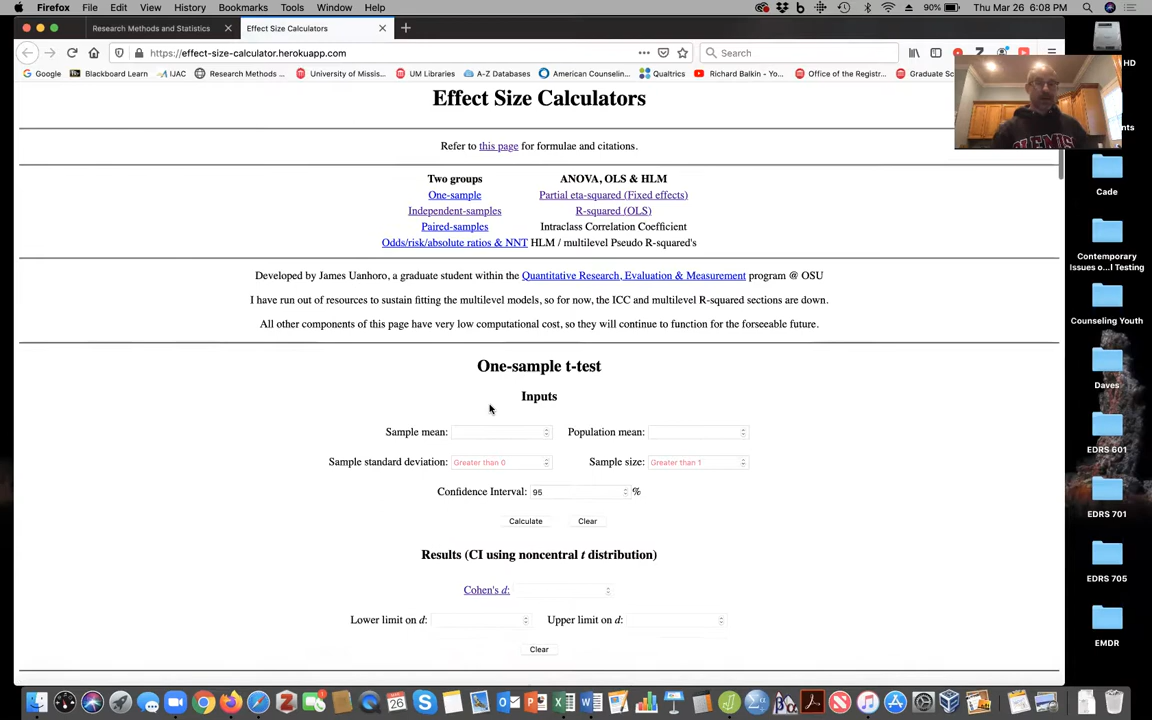 Firefox File Edit View History Bookmarks Tools Window Help
90% Thu Mar 26 6:08 PM
Research Methods and Statistics
Effect Size Calculators
https://effect-size-calculator.herokuapp.com
Search
Google Blackboard Learn IJAC Research Methods ... University of Missis... UM Libraries A-Z Databases American Counselin... Qualtrics Richard Balkin - Yo... Office of the Registr... Graduate Sc
HD
Effect Size Calculators
Refer to this page for formulae and citations.
Two groups ANOVA, OLS & HLM
One-sample Partial eta-squared (Fixed effects)
Independent-samples R-squared (OLS)
Paired-samples Intraclass Correlation Coefficient
Odds/risk/absolute ratios & NNT HLM / multilevel Pseudo R-squared's
Developed by James Uanhoro, a graduate student within the Quantitative Research, Evaluation & Measurement program @ OSU
I have run out of resources to sustain fitting the multilevel models, so for now, the ICC and multilevel R-squared sections are down.
All other components of this page have very low computational cost, so they will continue to function for the forseeable future.
One-sample t-test
Inputs
Sample mean: Population mean:
Sample standard deviation: Greater than 0 Sample size: Greater than 1
Confidence Interval: 95 %
Calculate Clear
Results (CI using noncentral t distribution)
Cohen's d:
Lower limit on d: Upper limit on d:
Clear
Cade
Contemporary
Issues o...l Testing
Counseling Youth
Daves
EDRS 601
EDRS 701
EDRS 705
EMDR